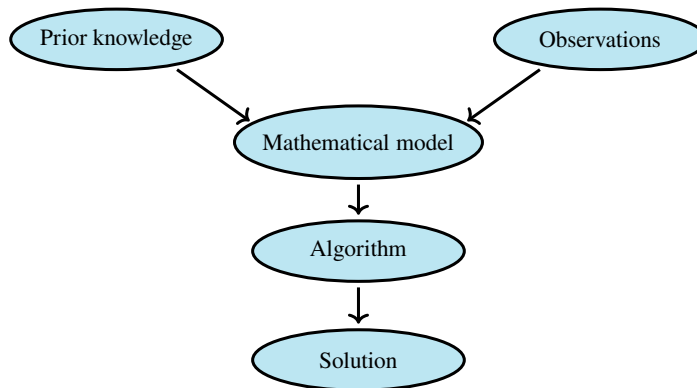 Prior knowledge
Observations
Mathematical model
Algorithm
Solution